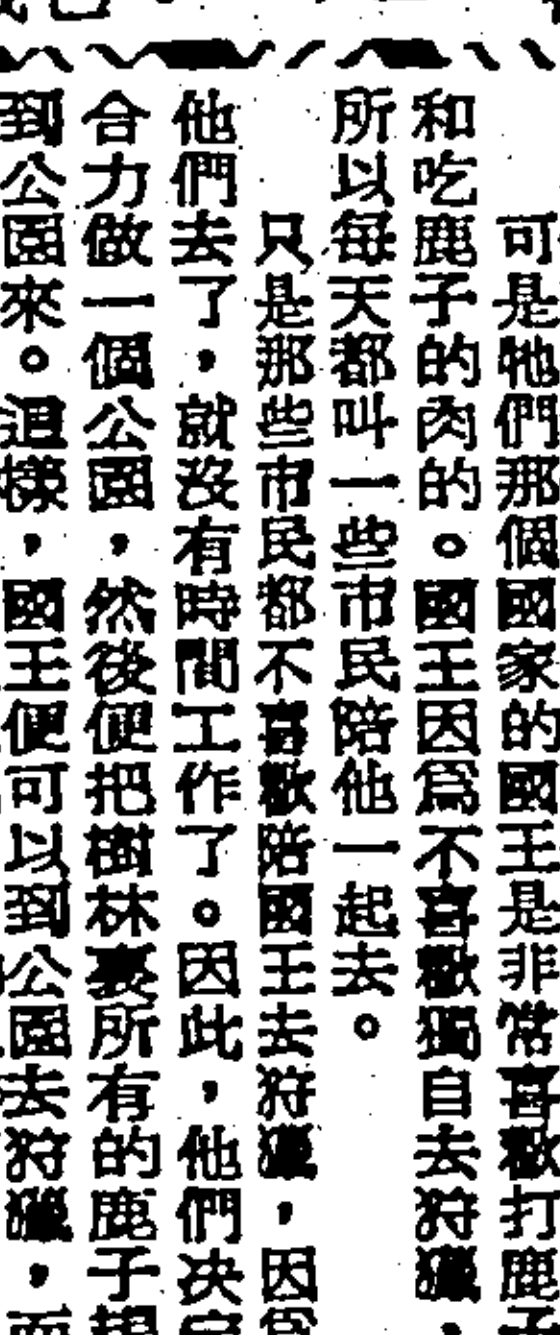 可是牠們那個國家的國王是非常喜歡打鹿子
和吃鹿子的肉的。國王因爲不喜歡獨自去狩獵，
所以每天都叫一些市民陪他一起去。
只是那些市民都不喜歡陪國王去狩獵，因爲
他們去了，就沒有時間工作了。因此，他們决定
合力做一個公園，然後便把樹林裏所有的鹿子趕
到公園來。這樣，國王便可以到公園去狩獵，而